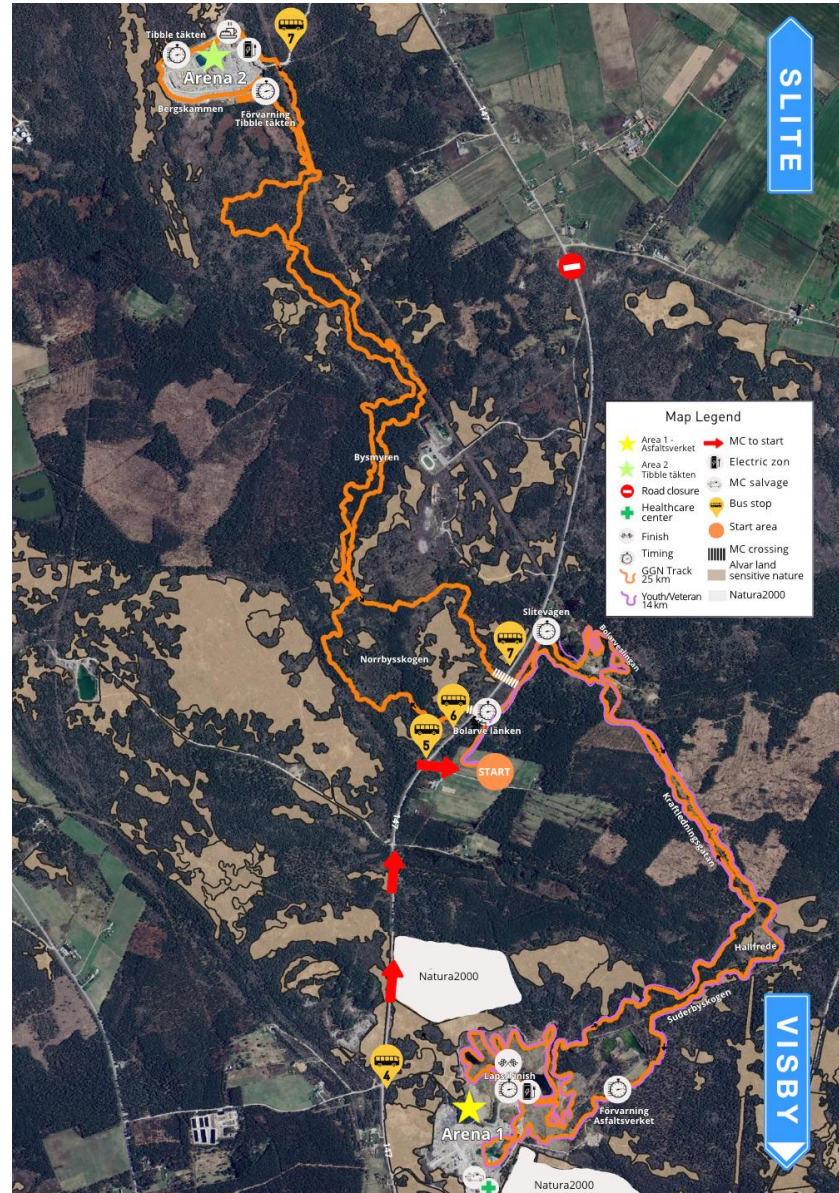 Tibble täkten
7
Arena 2
Bergskammen
Förvarning
Tibble täkten
147
SLITE
Map Legend
Area 1 -
Asfaltsverket
Area 2
Tibble täkten
Road closure
Healthcare
center
Finish
Timing
GGN Track
25 km
Youth/Veteran
14 km
MC to start
Electric zon
MC salvage
Bus stop
Start area
MC crossing
Alvar land
sensitive nature
Natura2000
Bysmyren
Slitevägen
Bolarveslingan
7
Norrbysskogen
6
Bolarve länken
5
START
147
Kraftledningsgatan
Hallfrede
Natura2000
Suderbyskogen
VISBY
4
Laps/Finish
Förvarning
Asfaltsverket
Arena 1
147
Natura2000